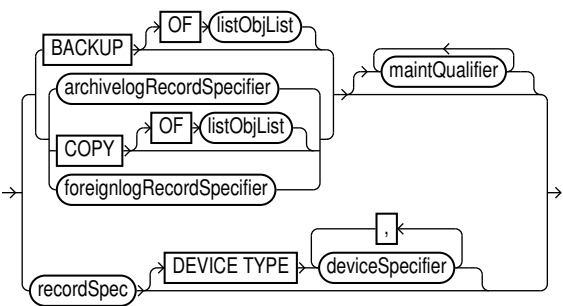 BACKUP OF listObjList
archivelogRecordSpecifier maintQualifier
COPY OF listObjList
foreignlogRecordSpecifier
,
recordSpec DEVICE TYPE deviceSpecifier